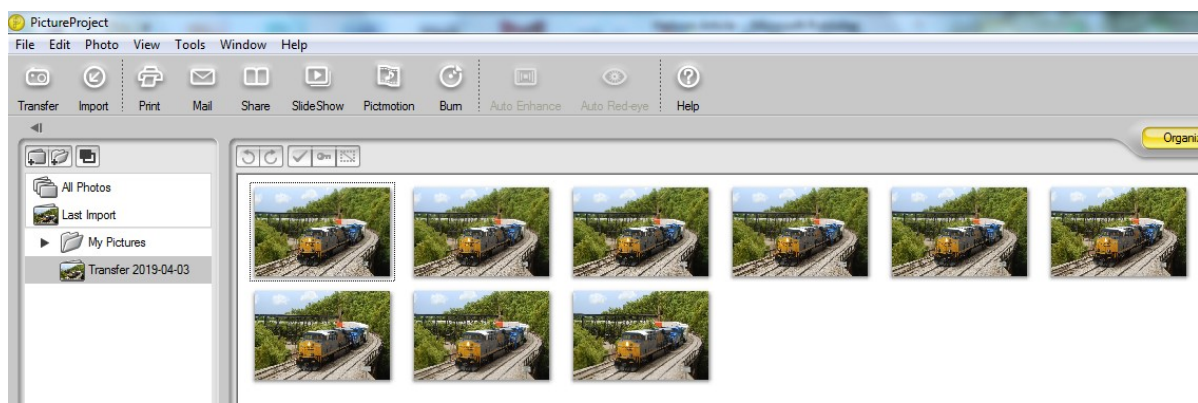 PictureProject
File Edit Photo View Tools Window Help
Transfer Import Print Mail Share SlideShow Pictmotion Burn Auto Enhance Auto Red-eye Help
Organiz
All Photos
Last Import
My Pictures
Transfer 2019-04-03